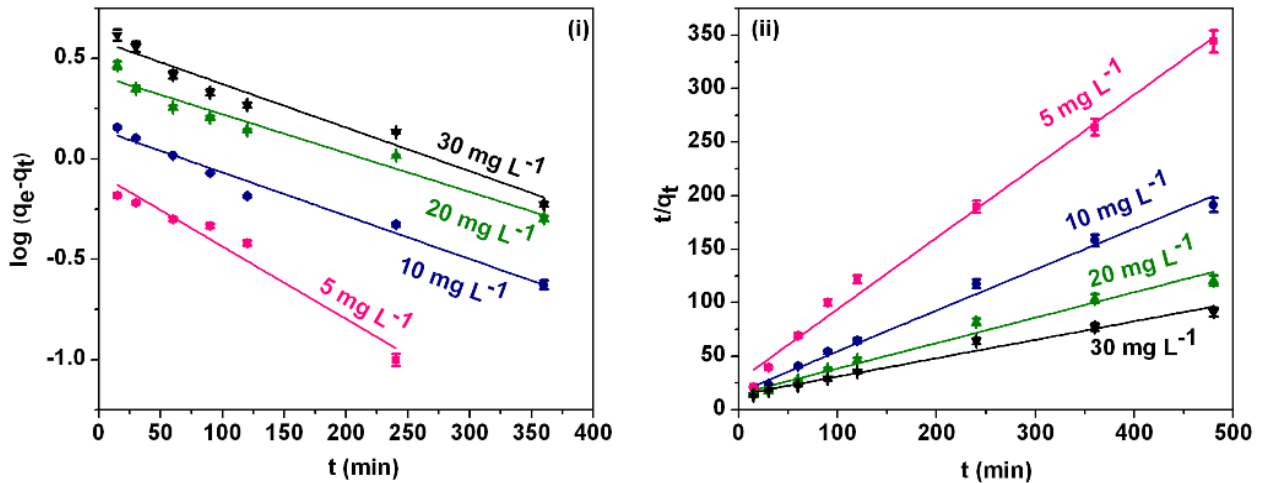 (i)
log (qe-qt)
0.5
0.0
-0.5
-1.0
30 mg L-1
20 mg L-1
10 mg L-1
5 mg L-1
0 50 100 150 200 250 300 350 400
t (min)
(ii)
t/qt
350
300
250
200
150
100
50
0
5 mg L-1
10 mg L-1
20 mg L-1
30 mg L-1
0 100 200 300 400 500
t (min)